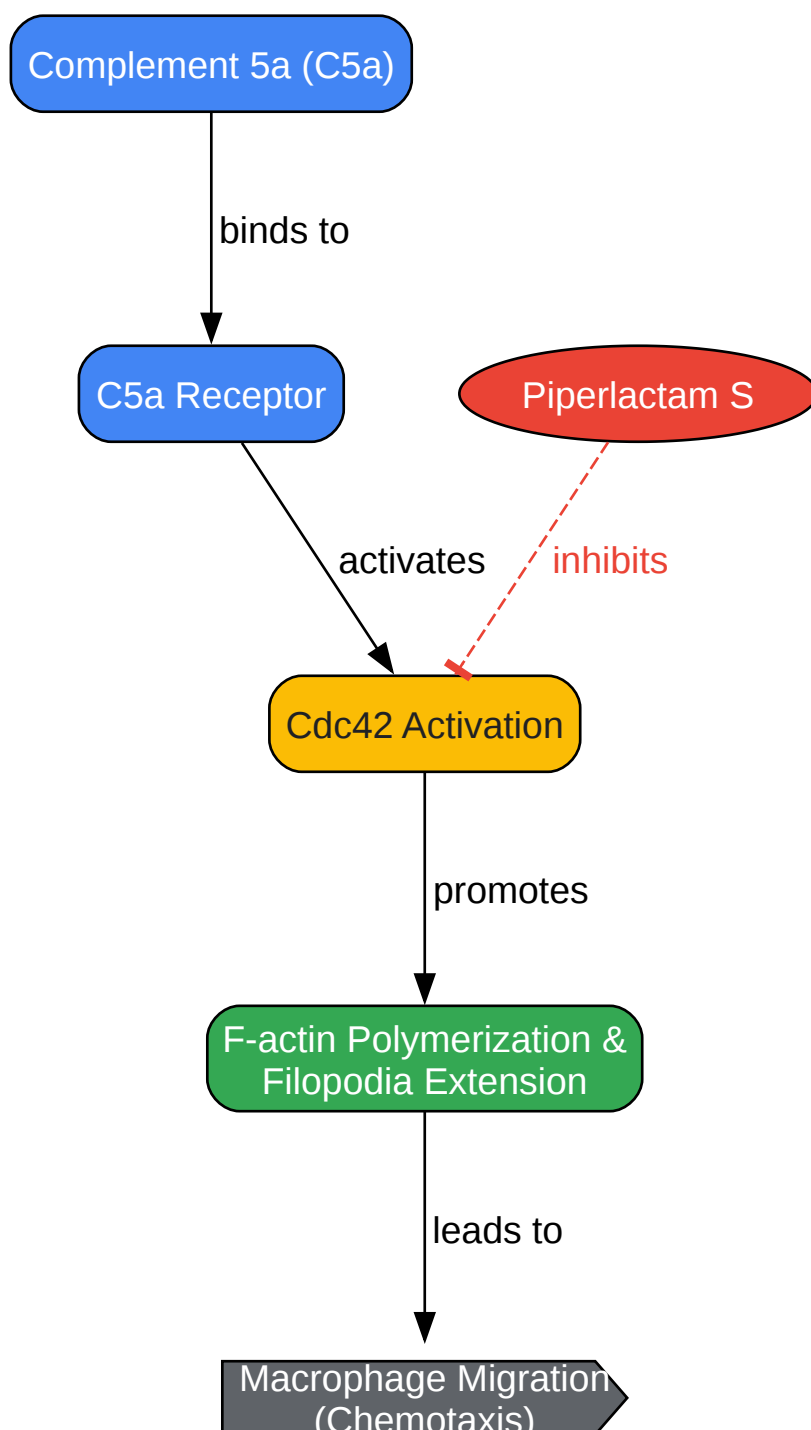 Complement 5a (C5a)
binds to
C5a Receptor
Piperlactam S
activates
inhibits
Cdc42 Activation
promotes
F-actin Polymerization &
Filopodia Extension
leads to
Macrophage Migration
(Chemotaxis)